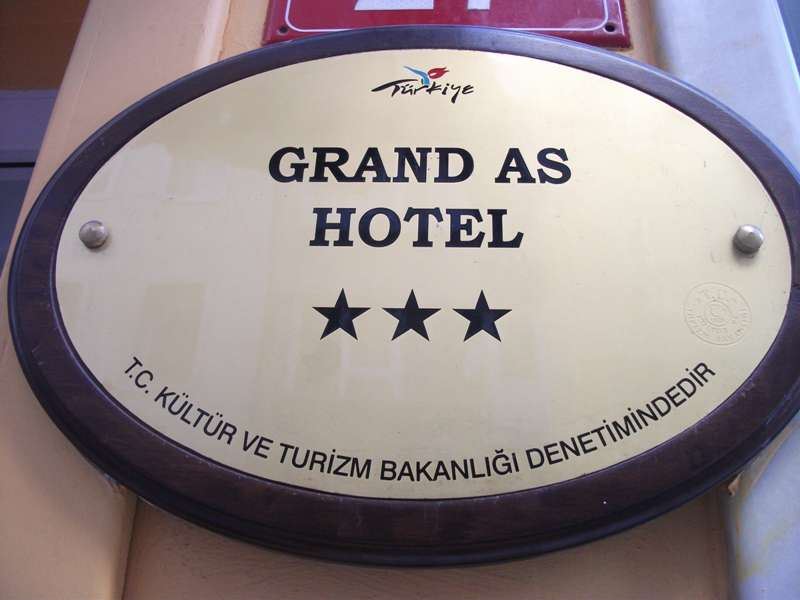 Türkiye
GRAND AS
HOTEL
T.C. KÜLTÜR VE TURİZM BAKANLIĞI DENETİMİNDEDİR